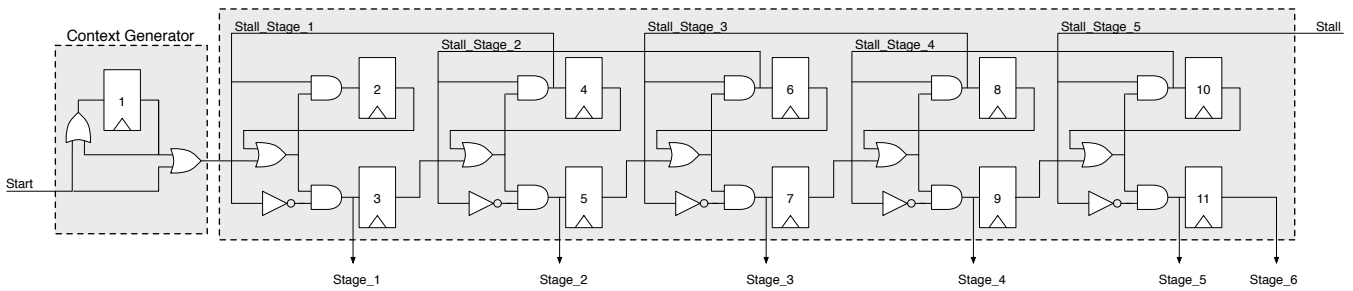 Context Generator
Stall_Stage_1
Stall_Stage_2
Stall_Stage_3
Stall_Stage_4
Stall_Stage_5
Stall
1
2
4
6
8
10
Start
3
5
7
9
11
Stage_1
Stage_2
Stage_3
Stage_4
Stage_5
Stage_6